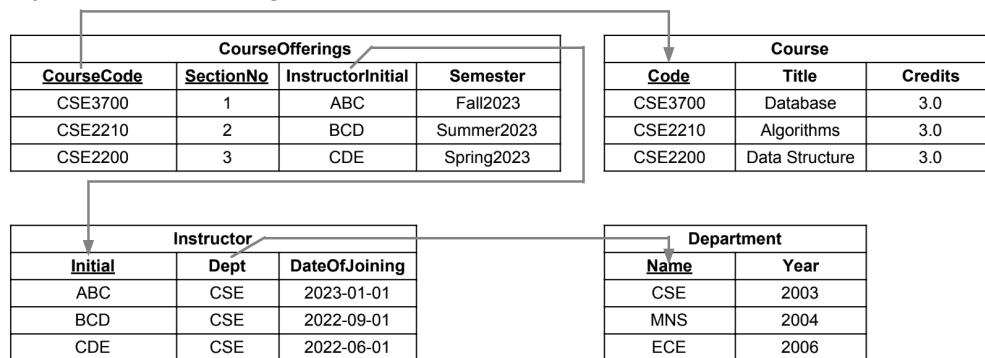 CourseOfferings
CourseCode SectionNo InstructorInitial Semester
CSE3700 1 ABC Fall2023
CSE2210 2 BCD Summer2023
CSE2200 3 CDE Spring2023
Course
Code Title Credits
CSE3700 Database 3.0
CSE2210 Algorithms 3.0
CSE2200 Data Structure 3.0
Instructor
Initial Dept DateOfJoining
ABC CSE 2023-01-01
BCD CSE 2022-09-01
CDE CSE 2022-06-01
Department
Name Year
CSE 2003
MNS 2004
ECE 2006